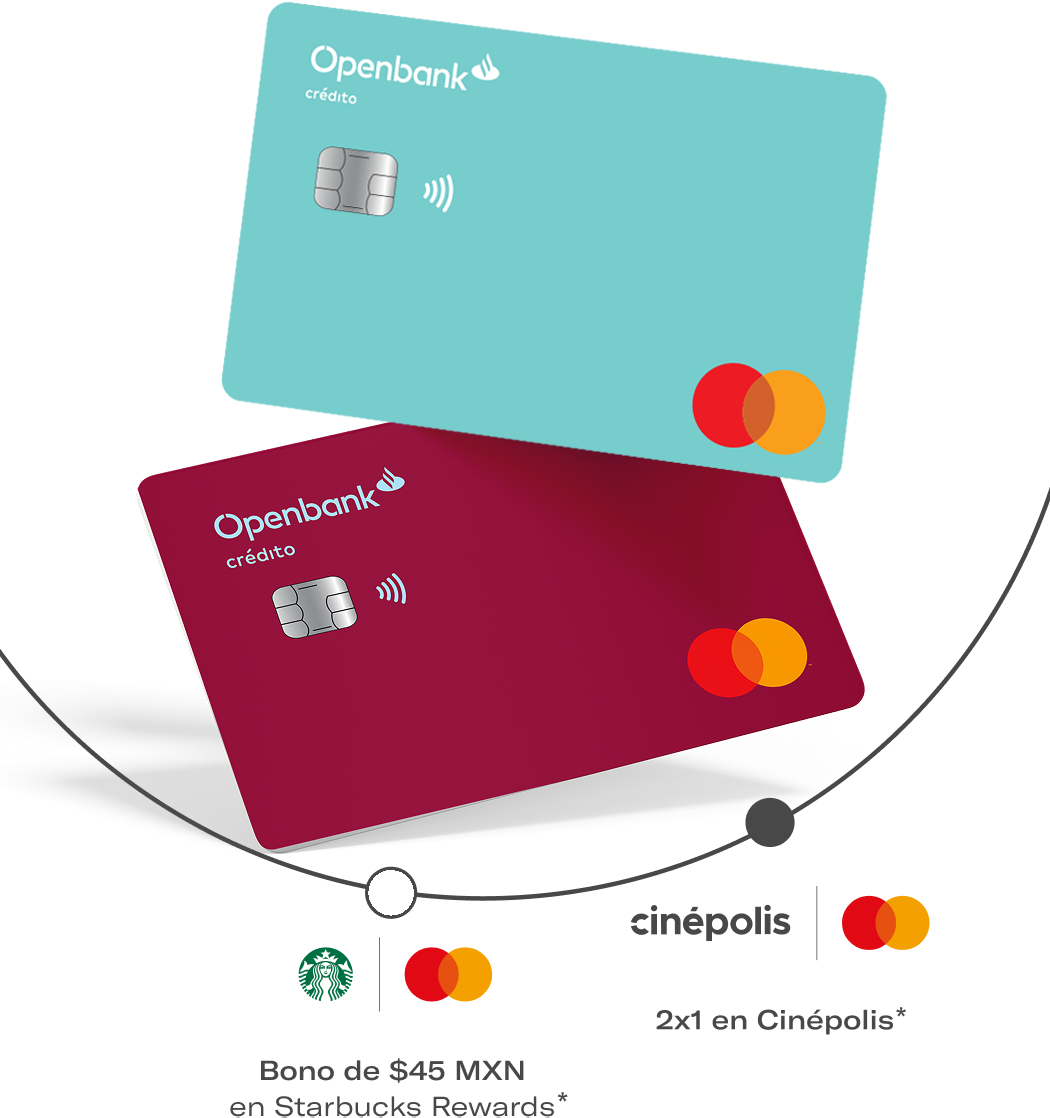 Openbank
crédito
Openbank
crédito
cinépolis
2x1 en Cinépolis*
Bono de $45 MXN
en Starbucks Rewards*